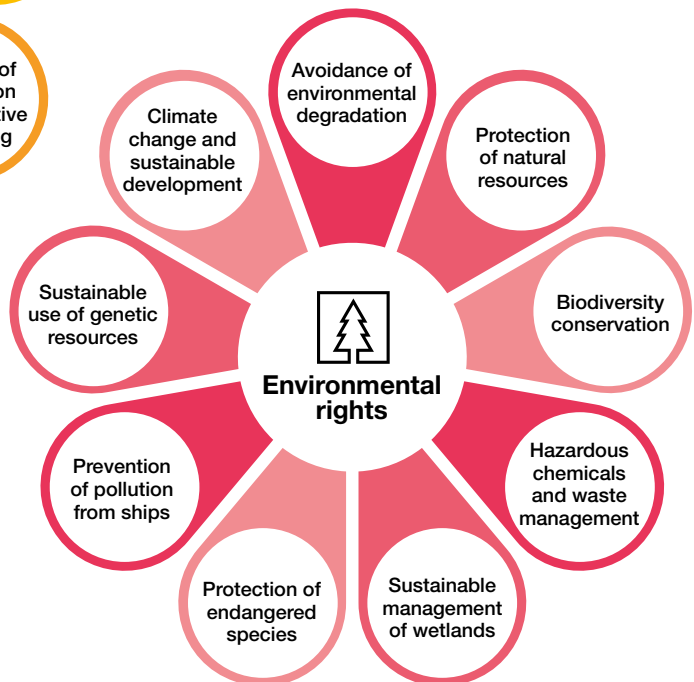 of
Avoidance of
environmental
degradation
Protection
of natural
resources
Biodiversity
conservation
Hazardous
chemicals
and waste
management
Sustainable
management
of wetlands
Protection of
endangered
species
Prevention
of pollution
from ships
Sustainable
use of genetic
resources
Climate
change and
sustainable
development
Environmental
rights